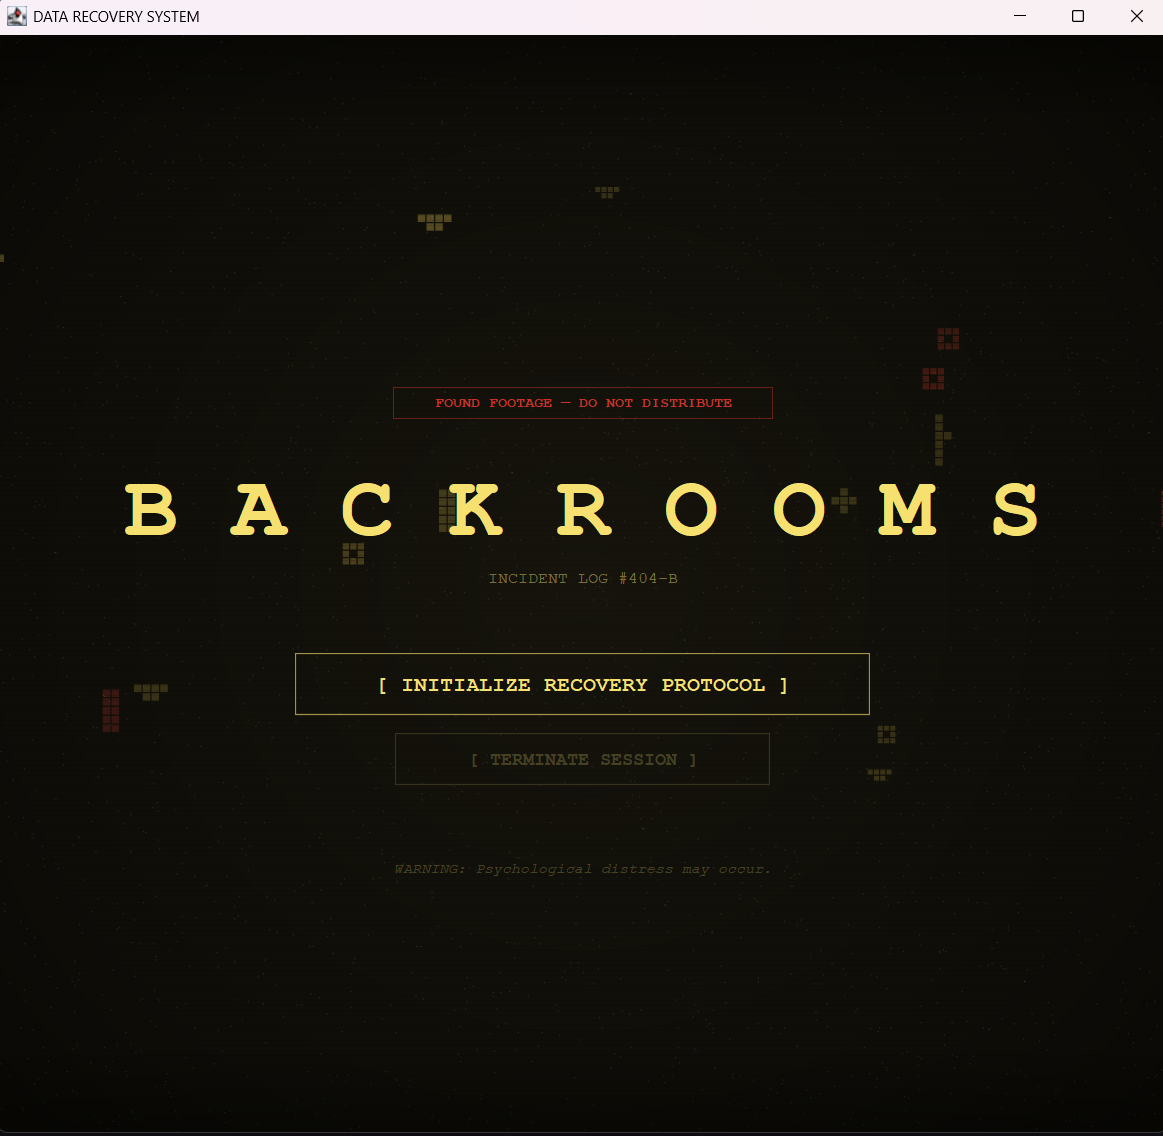 DATA RECOVERY SYSTEM
FOUND FOOTAGE — DO NOT DISTRIBUTE
BACKROOMS
INCIDENT LOG #404-B
[ INITIALIZE RECOVERY PROTOCOL ]
[ TERMINATE SESSION ]
WARNING: Psychological distress may occur.